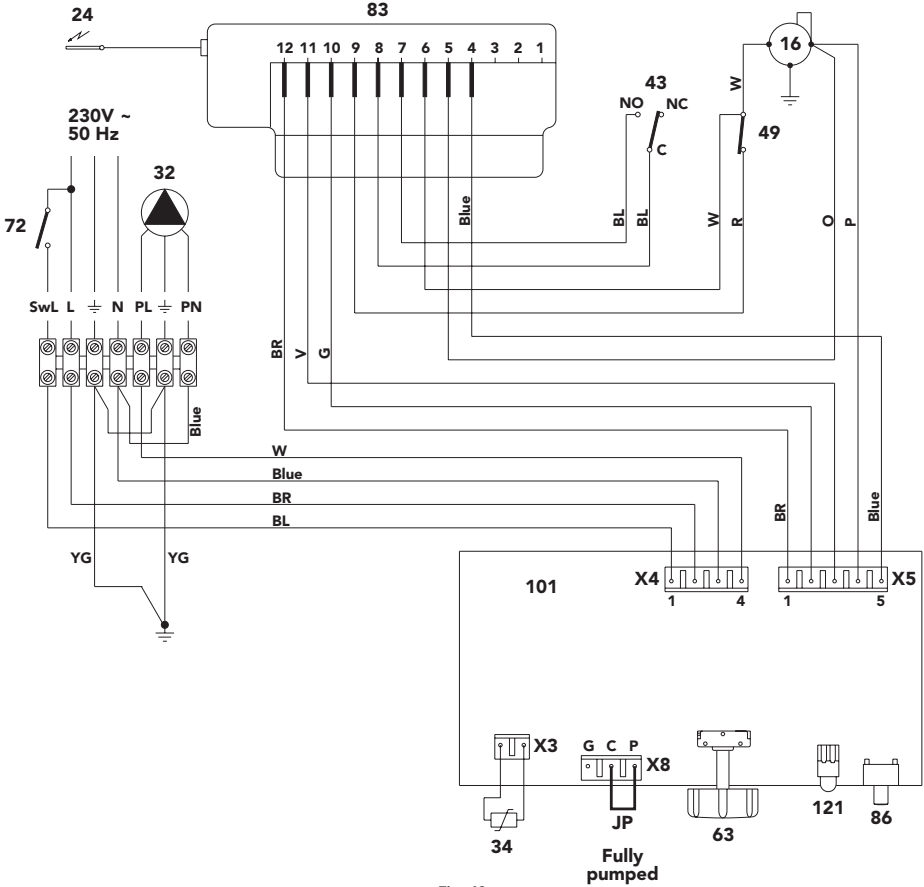 24
83
12 11 10 9 8 7 6 5 4 3 2 1
16
43
NO
NC
C
W
49
230V ~
50 Hz
32
72
Blue
BL
BL
W
R
O
P
SwL L N PL PN
BR
V
G
Blue
W
Blue
BR
BL
BR
Blue
YG
YG
101
X4
1 4
X5
1 5
X3
G C P
X8
34
JP
63
121
86
Fully
pumped